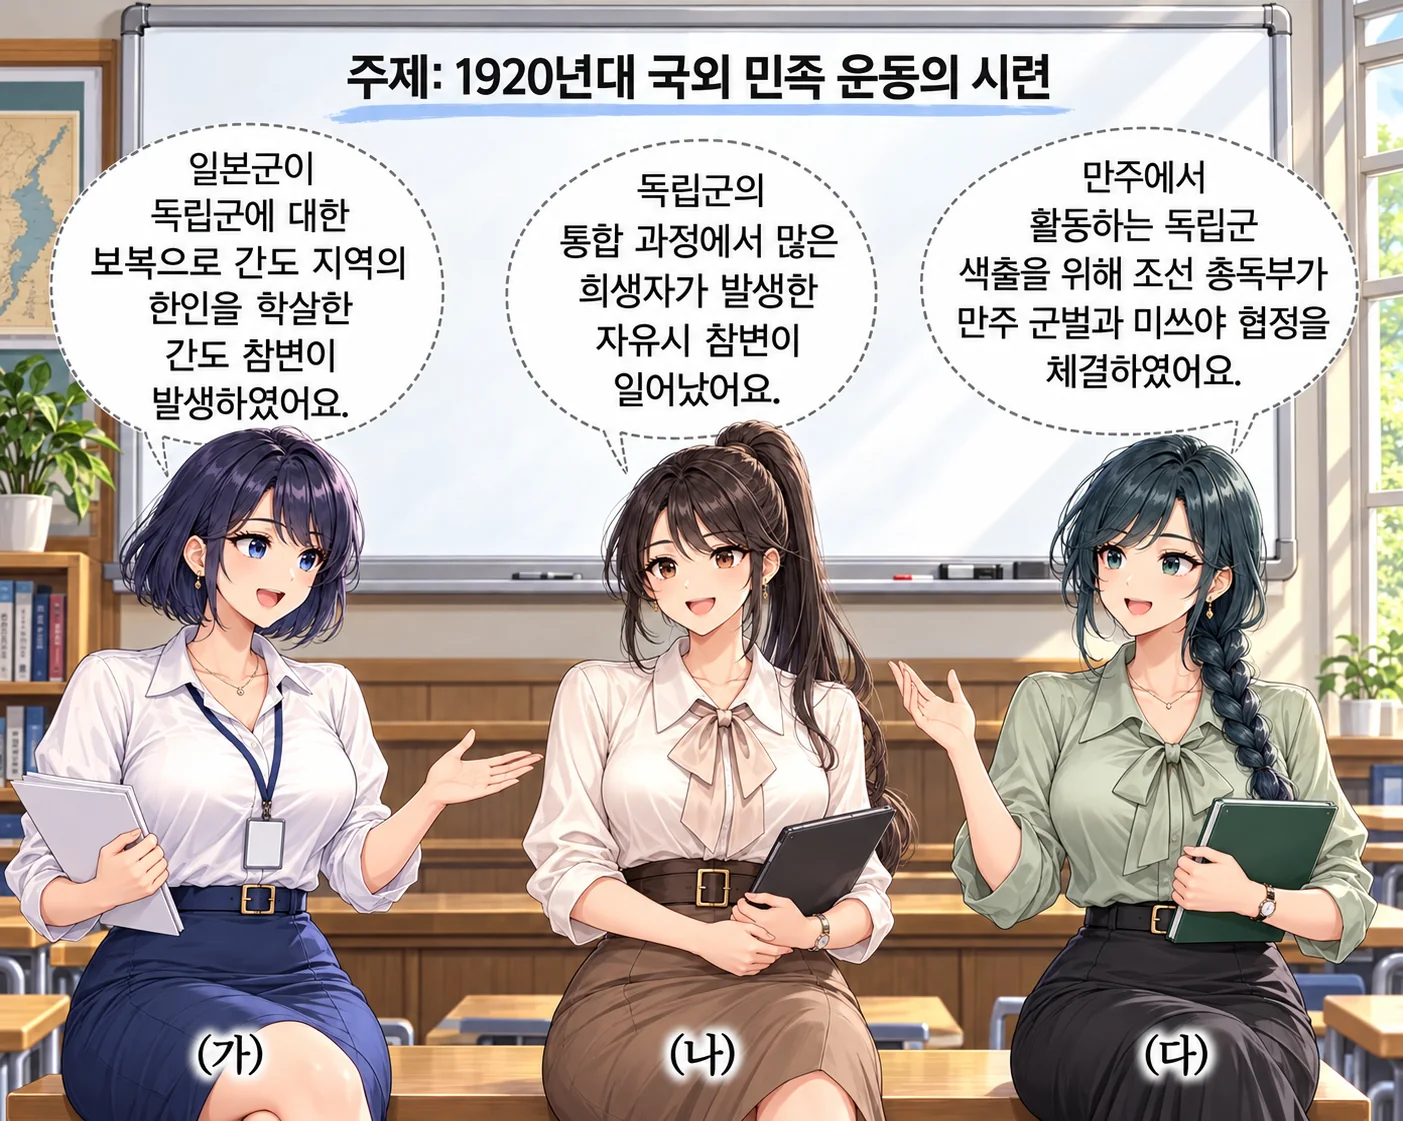 주제: 1920년대 국외 민족 운동의 시련
일본군이
독립군에 대한
보복으로 간도 지역의
한인을 학살한
간도 참변이
발생하였어요.
독립군의
통합 과정에서 많은
희생자가 발생한
자유시 참변이
일어났어요.
만주에서
활동하는 독립군
색출을 위해 조선 총독부가
만주 군벌과 미쓰야 협정을
체결하였어요.
(가)
(나)
(다)